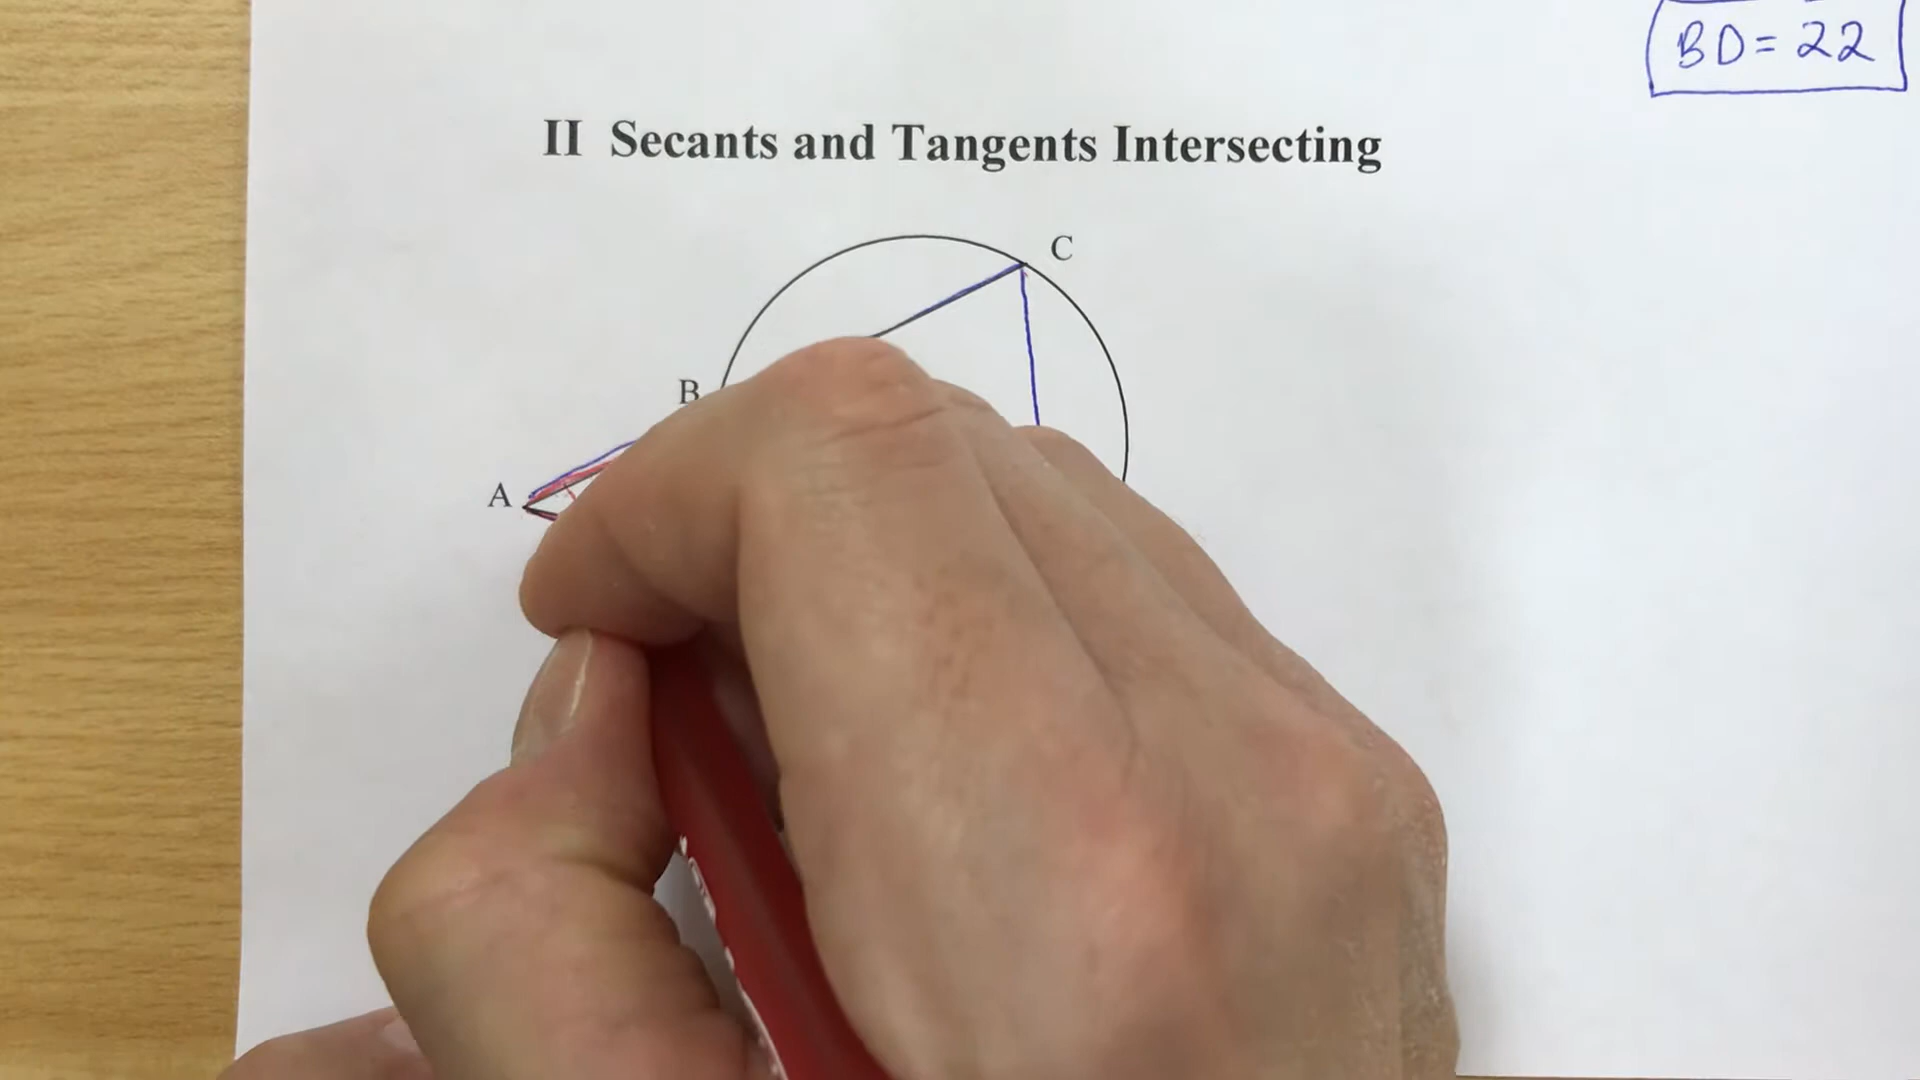 BD = 22
II Secants and Tangents Intersecting
C
B
A